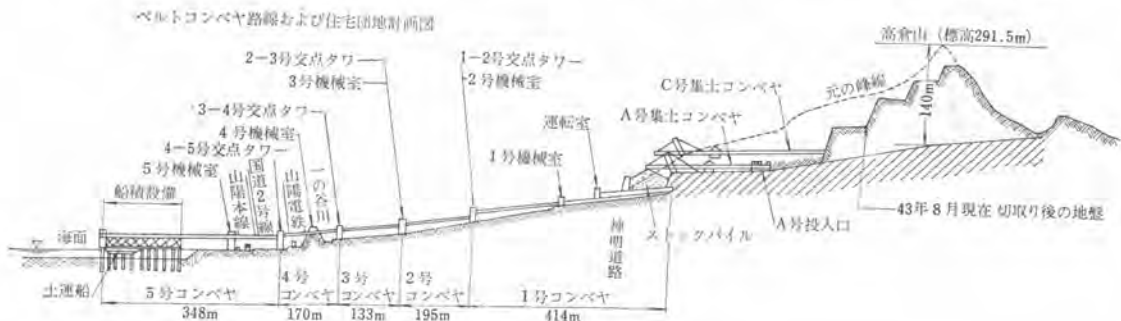 ベルトコンベヤ路線および住宅団地計画図
高倉山(標高291.5m)
2-3号交点タワー
1-2号交点タワー
3号機械室
2号機械室
C号集土コンベヤ
元の峰線
140m
3-4号交点タワー
A号集土コンベヤ
運転室
4号機械室
4-5号交点タワー
一の谷川
1号機械室
5号機械室
山陽本線
国道2号線
山陽電鉄
船積設備
海面
43年8月現在 切取り後の地盤
A号投入口
ストックパイル
神明道路
土運船
5号コンベヤ
4号
コンベヤ
3号
コンベヤ
2号
コンベヤ
1号コンベヤ
348m
170m
133m
195m
414m